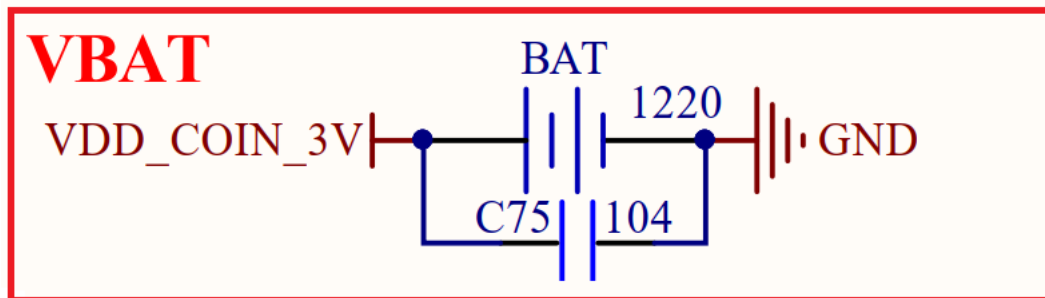 VBAT
BAT
1220
VDD_COIN_3V
GND
C75
104